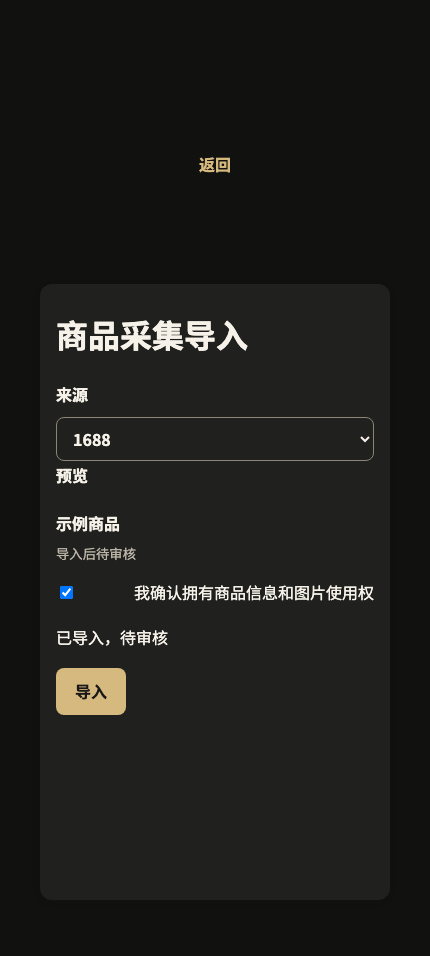 返回
商品采集导入
来源
1688
预览
示例商品
导入后待审核
我确认拥有商品信息和图片使用权
已导入，待审核
导入